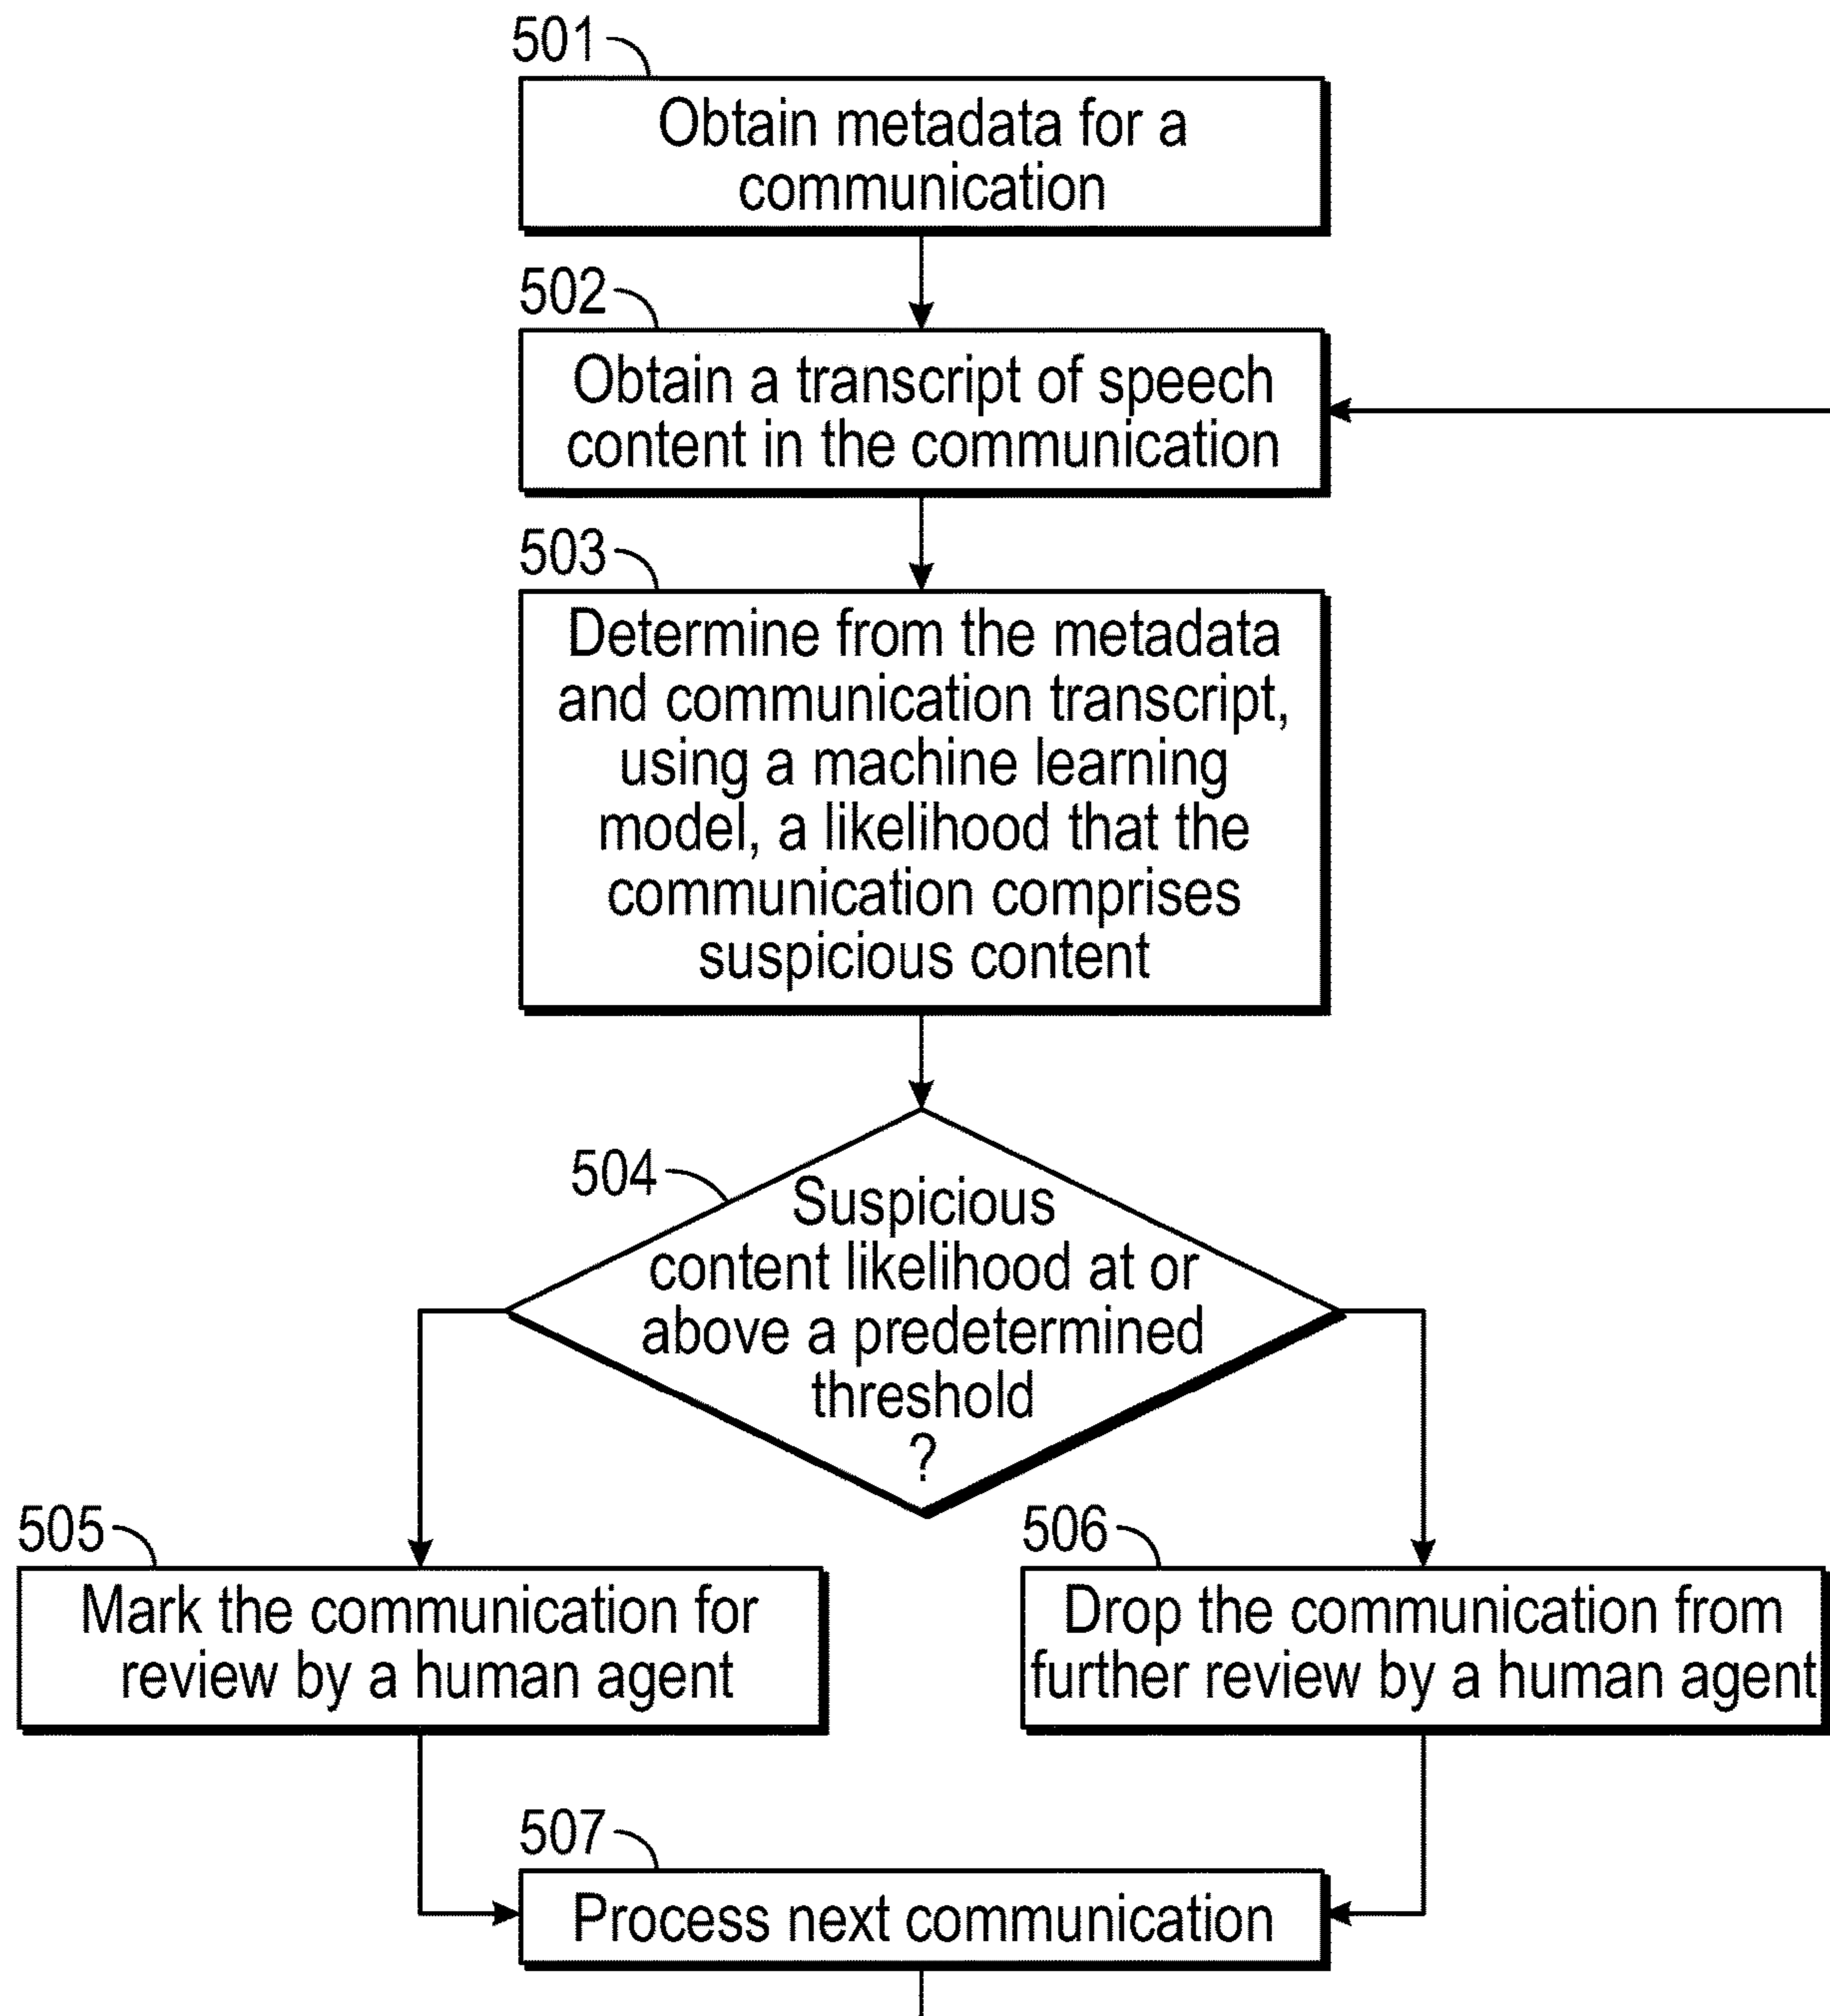 501
Obtain metadata for a
communication
502
Obtain a transcript of speech
content in the communication
503
Determine from the metadata
and communication transcript,
using a machine learning
model, a likelihood that the
communication comprises
suspicious content
504
Suspicious
content likelihood at or
above a predetermined
threshold
?
505
Mark the communication for
review by a human agent
506
Drop the communication from
further review by a human agent
507
Process next communication